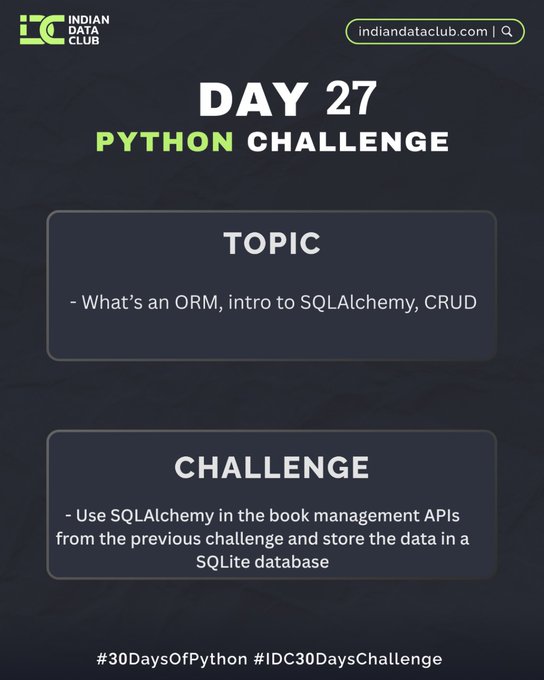 INDIAN
DATA
CLUB
indiandataclub.com |
DAY 27
PYTHON CHALLENGE
TOPIC
- What’s an ORM, intro to SQLAlchemy, CRUD
CHALLENGE
- Use SQLAlchemy in the book management APIs
from the previous challenge and store the data in a
SQLite database
#30DaysOfPython #IDC30DaysChallenge